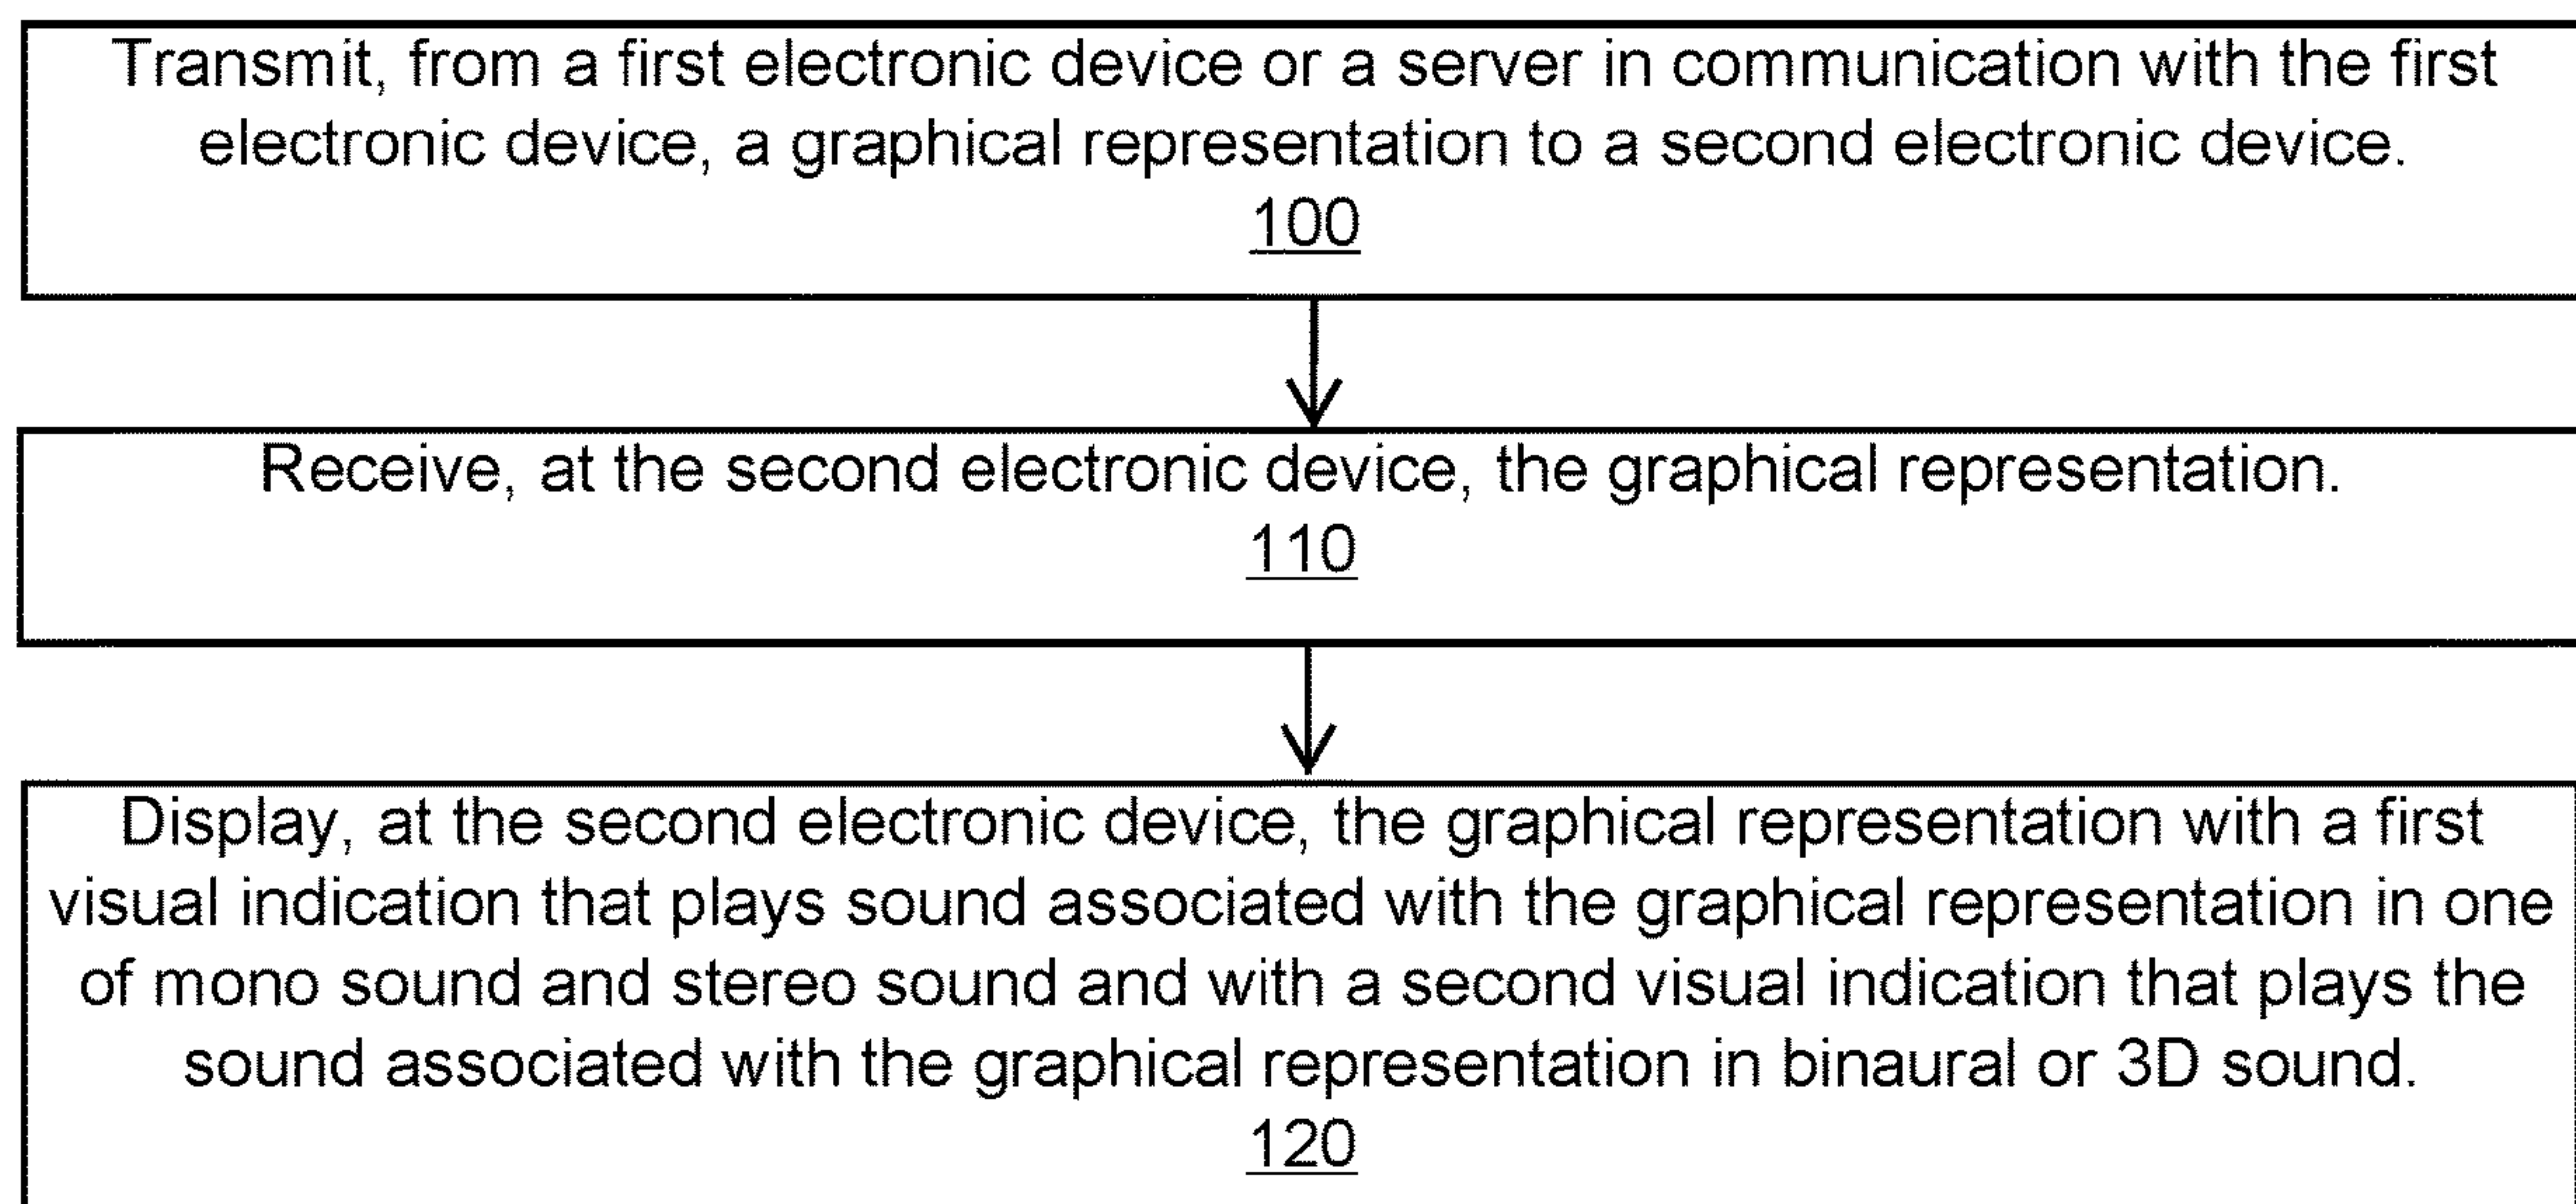 Transmit, from a first electronic device or a server in communication with the first
electronic device, a graphical representation to a second electronic device.
100
Receive, at the second electronic device, the graphical representation.
110
Display, at the second electronic device, the graphical representation with a first
visual indication that plays sound associated with the graphical representation in one
of mono sound and stereo sound and with a second visual indication that plays the
sound associated with the graphical representation in binaural or 3D sound.
120